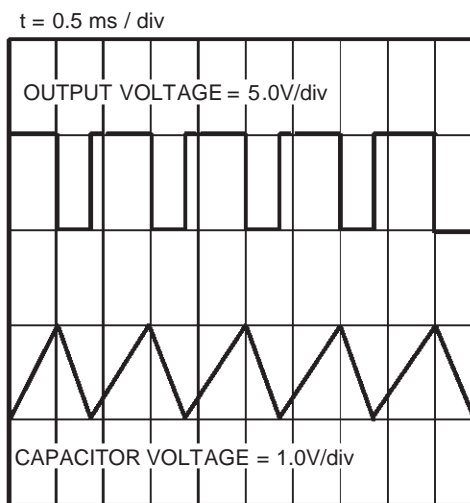 t = 0.5 ms / div
OUTPUT VOLTAGE = 5.0V/div
CAPACITOR VOLTAGE = 1.0V/div